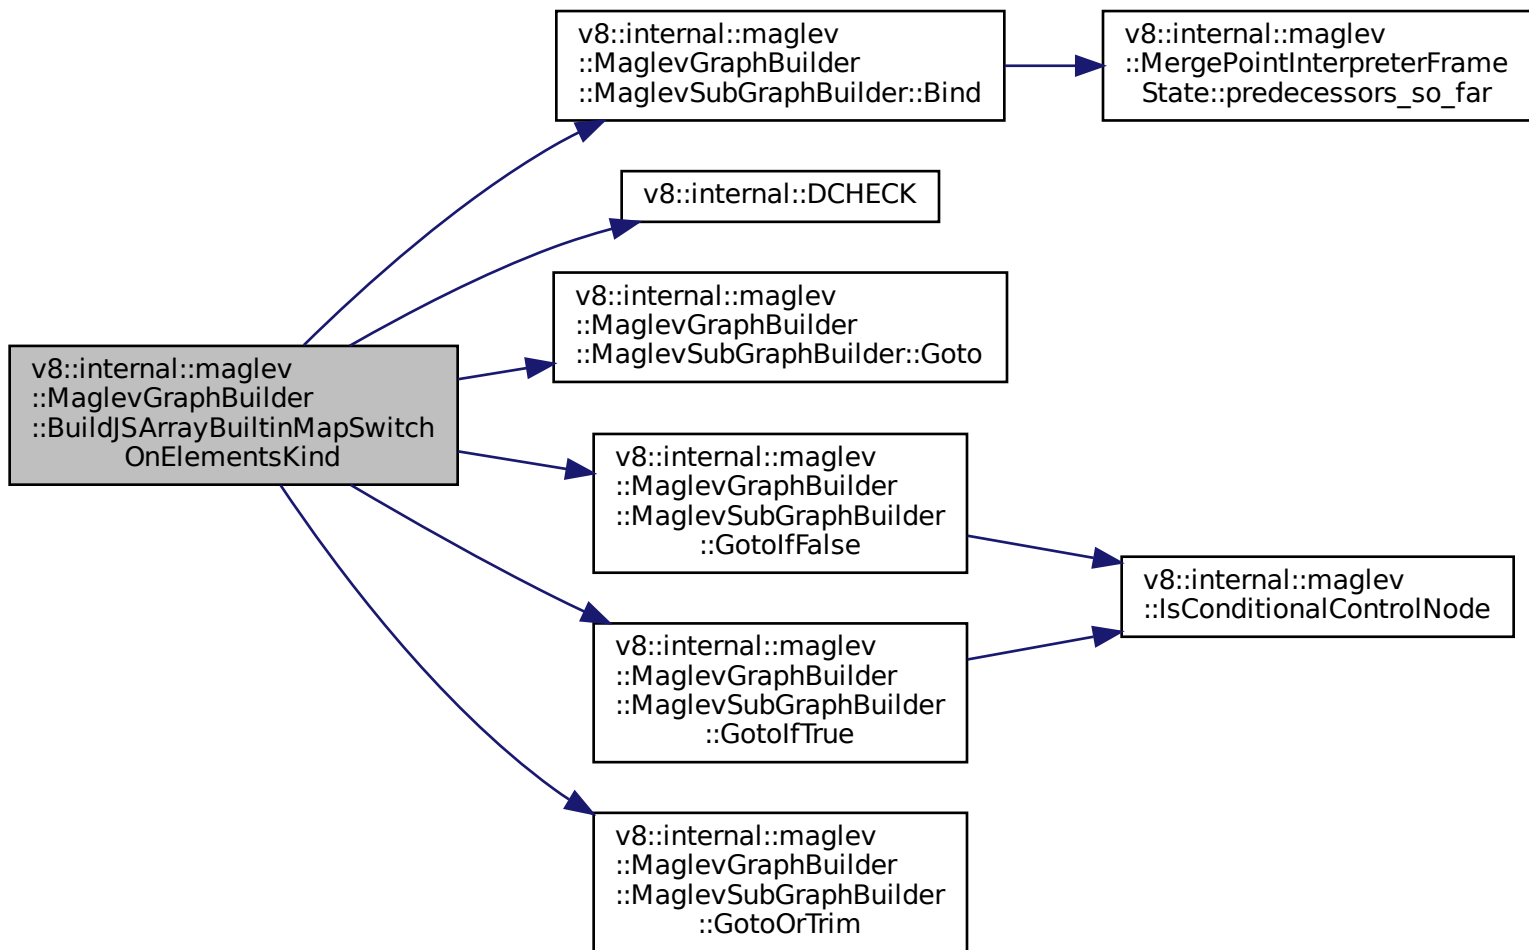 v8::internal::maglev
::MaglevGraphBuilder
::BuildJSArrayBuiltinMapSwitch
OnElementsKind
v8::internal::maglev
::MaglevGraphBuilder
::MaglevSubGraphBuilder::Bind
v8::internal::maglev
::MergePointInterpreterFrame
State::predecessors_so_far
v8::internal::DCHECK
v8::internal::maglev
::MaglevGraphBuilder
::MaglevSubGraphBuilder::Goto
v8::internal::maglev
::MaglevGraphBuilder
::MaglevSubGraphBuilder
::GotoIfFalse
v8::internal::maglev
::IsConditionalControlNode
v8::internal::maglev
::MaglevGraphBuilder
::MaglevSubGraphBuilder
::GotoIfTrue
v8::internal::maglev
::MaglevGraphBuilder
::MaglevSubGraphBuilder
::GotoOrTrim